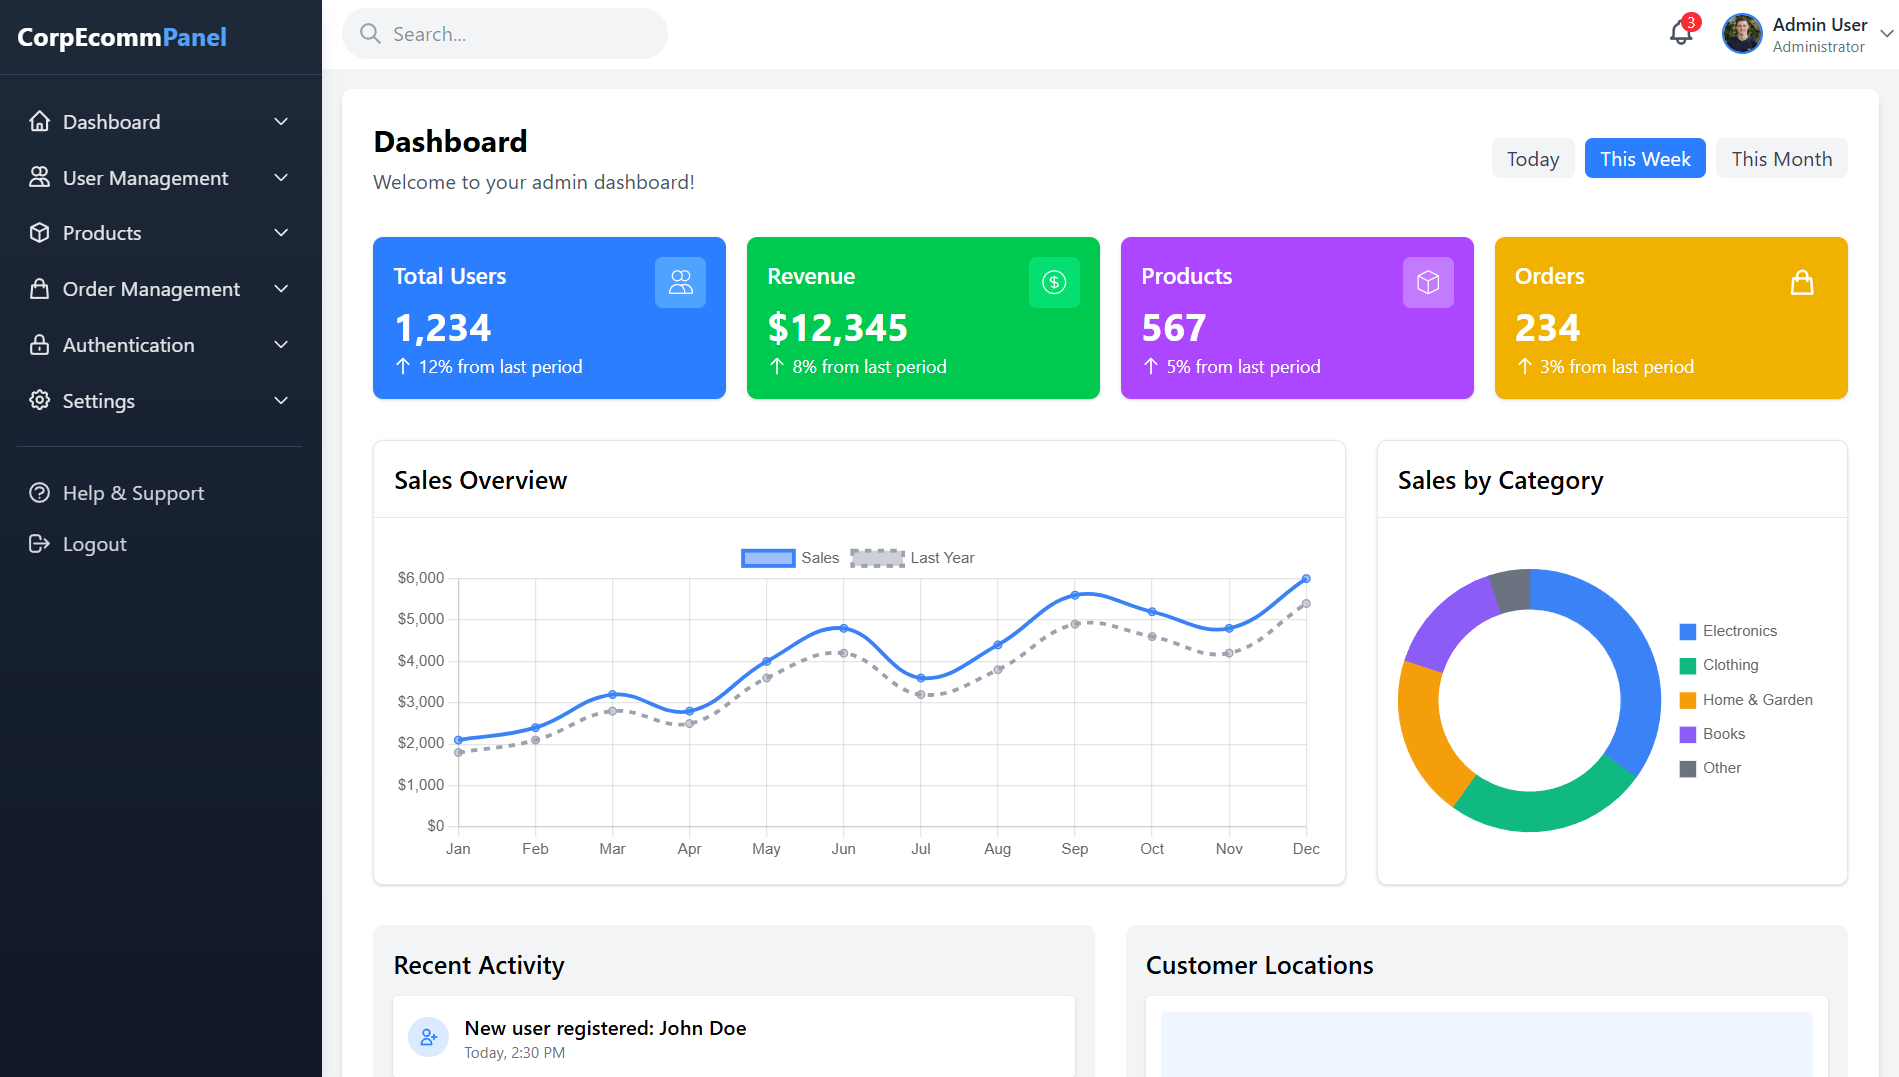 CorpEcommPanel
Search...
3
Admin User
Administrator
Dashboard
User Management
Products
Order Management
Authentication
Settings
Help & Support
Logout
Dashboard
Welcome to your admin dashboard!
Today
This Week
This Month
Total Users
1,234
↑ 12% from last period
Revenue
$
$12,345
↑ 8% from last period
Products
567
↑ 5% from last period
Orders
234
↑ 3% from last period
Sales Overview
Sales
Last Year
$6,000
$5,000
$4,000
$3,000
$2,000
$1,000
$0
Jan Feb Mar Apr May Jun Jul Aug Sep Oct Nov Dec
Sales by Category
Electronics
Clothing
Home & Garden
Books
Other
Recent Activity
New user registered: John Doe
Today, 2:30 PM
Customer Locations